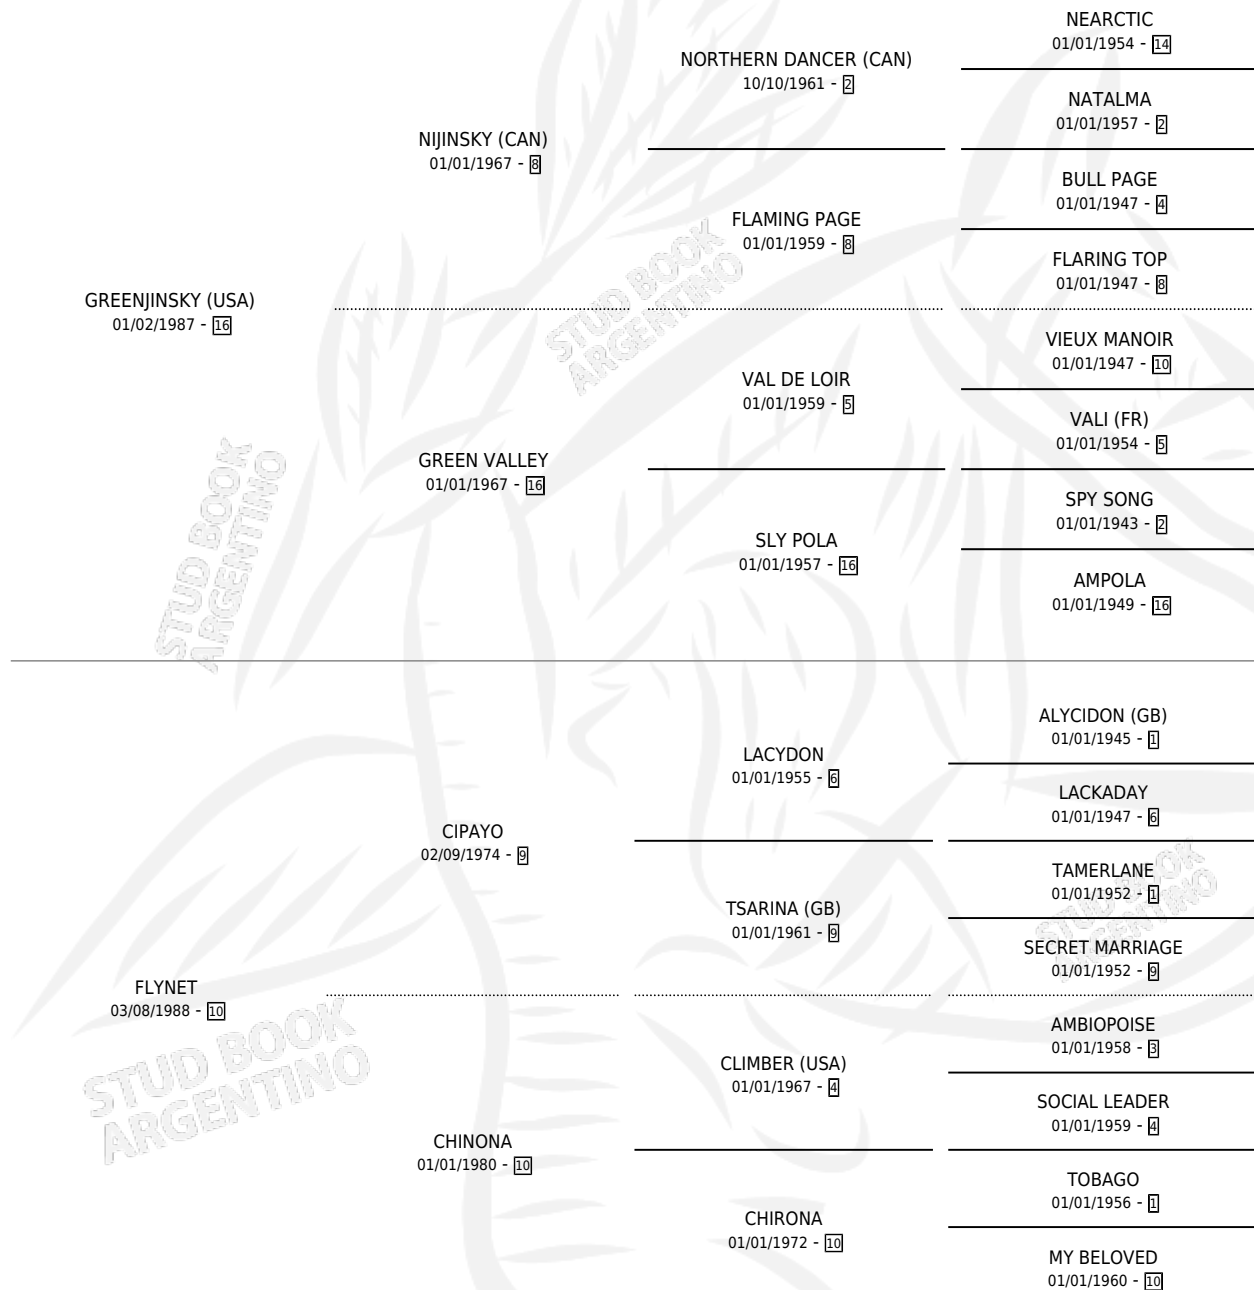 NEARCTIC
01/01/1954 - 14
NORTHERN DANCER (CAN)
10/10/1961 - 2
NATALMA
01/01/1957 - 2
NIJINSKY (CAN)
01/01/1967 - 8
BULL PAGE
01/01/1947 - 4
FLAMING PAGE
01/01/1959 - 8
FLARING TOP
01/01/1947 - 8
GREENJINSKY (USA)
01/02/1987 - 16
VIEUX MANOIR
01/01/1947 - 10
VAL DE LOIR
01/01/1959 - 5
VALI (FR)
01/01/1954 - 5
GREEN VALLEY
01/01/1967 - 16
SPY SONG
01/01/1943 - 2
SLY POLA
01/01/1957 - 16
AMPOLA
01/01/1949 - 16
ALYCIDON (GB)
01/01/1945 - 1
LACYDON
01/01/1955 - 6
LACKADAY
01/01/1947 - 6
CIPAYO
02/09/1974 - 9
TAMERLANE
01/01/1952 - 1
TSARINA (GB)
01/01/1961 - 9
SECRET MARRIAGE
01/01/1952 - 9
FLYNET
03/08/1988 - 10
AMBIOPOISE
01/01/1958 - 3
CLIMBER (USA)
01/01/1967 - 4
SOCIAL LEADER
01/01/1959 - 4
CHINONA
01/01/1980 - 10
TOBAGO
01/01/1956 - 1
CHIRONA
01/01/1972 - 10
MY BELOVED
01/01/1960 - 10
STUD BOOK
ARGENTINO
STUD BOOK
ARGENTINO
STUD BOOK
ARGENTINO
STUD BOOK
ARGENTINO